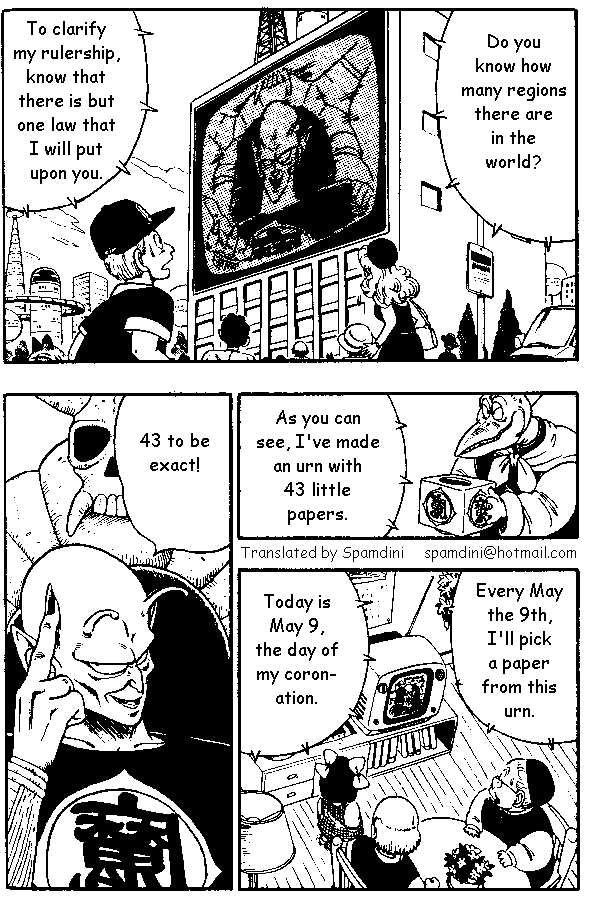 To clarify
my rulership,
know that
there is but
one law that
I will put
upon you.
Do you
know how
many regions
there are
in the
world?
43 to be
exact!
As you can
see, I've made
an urn with
43 little
papers.
Translated by Spamdini spamdini@hotmail.com
Today is
May 9,
the day of
my coron-
ation.
Every May
the 9th,
I'll pick
a paper
from this
urn.